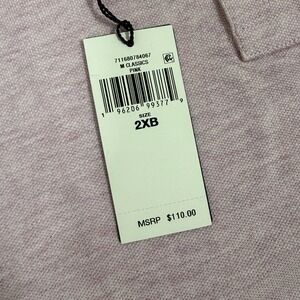 711680784067
M CLASSICS
PINK
1 96206 99377 9
SIZE
2XB
MSRP $110.00